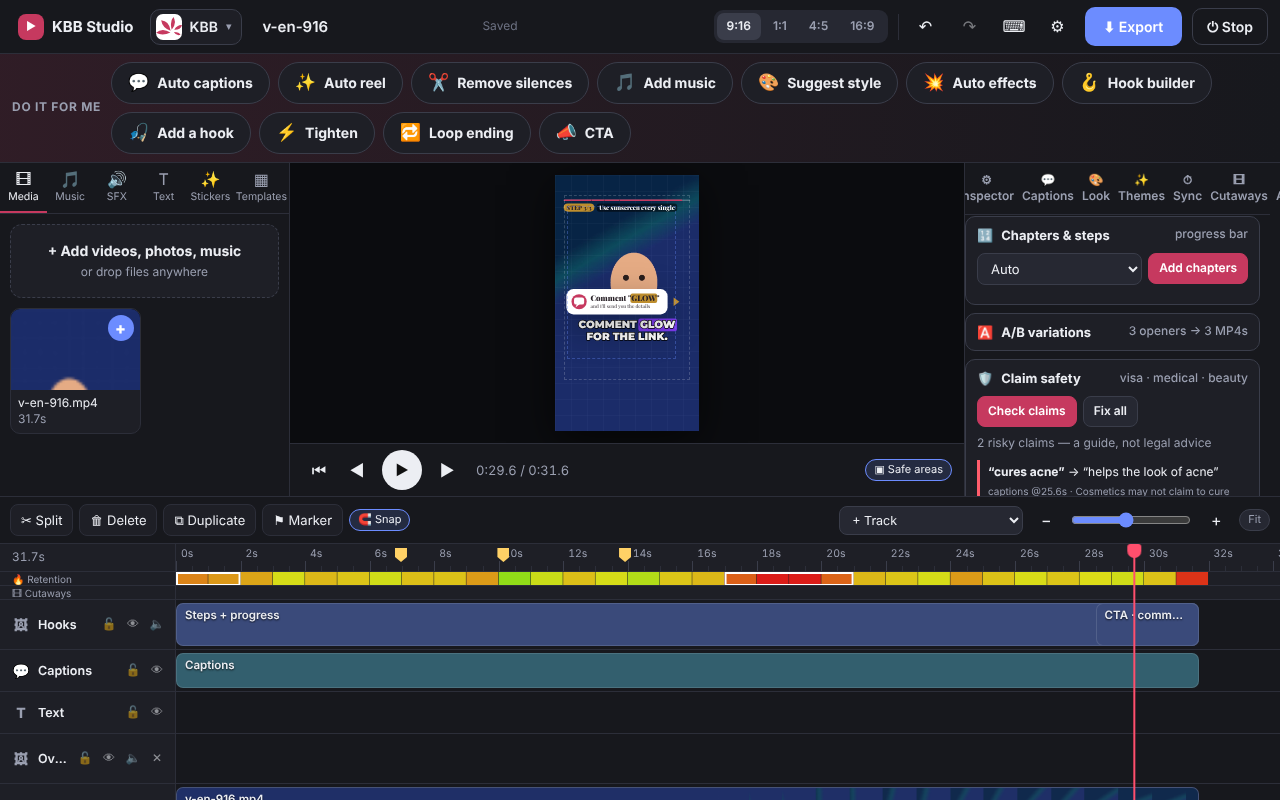 KBB Studio
KBB
v-en-916
Saved
9:16 1:1 4:5 16:9
Export
Stop
DO IT FOR ME
Auto captions
Auto reel
Remove silences
Add music
Suggest style
Auto effects
Hook builder
Add a hook
Tighten
Loop ending
CTA
Media
Music
SFX
Text
Stickers
Templates
+ Add videos, photos, music
or drop files anywhere
v-en-916.mp4
31.7s
STEP 3/3 Use sunscreen every single
Comment "GLOW"
and I'll send you the details
COMMENT GLOW
FOR THE LINK.
0:29.6 / 0:31.6
Safe areas
nspector
Captions
Look
Themes
Sync
Cutaways
Chapters & steps
progress bar
Auto
Add chapters
A/B variations
3 openers → 3 MP4s
Claim safety
visa · medical · beauty
Check claims
Fix all
2 risky claims — a guide, not legal advice
“cures acne” → “helps the look of acne”
captions @25.6s · Cosmetics may not claim to cure
Split
Delete
Duplicate
Marker
Snap
+ Track
−
+
Fit
31.7s
0s 2s 4s 6s 8s 0s 12s 14s 16s 18s 20s 22s 24s 26s 28s 30s 32s
Retention
Cutaways
Hooks
Steps + progress
CTA · comm...
Captions
Captions
T Text
Ov...
v-en-916.mp4